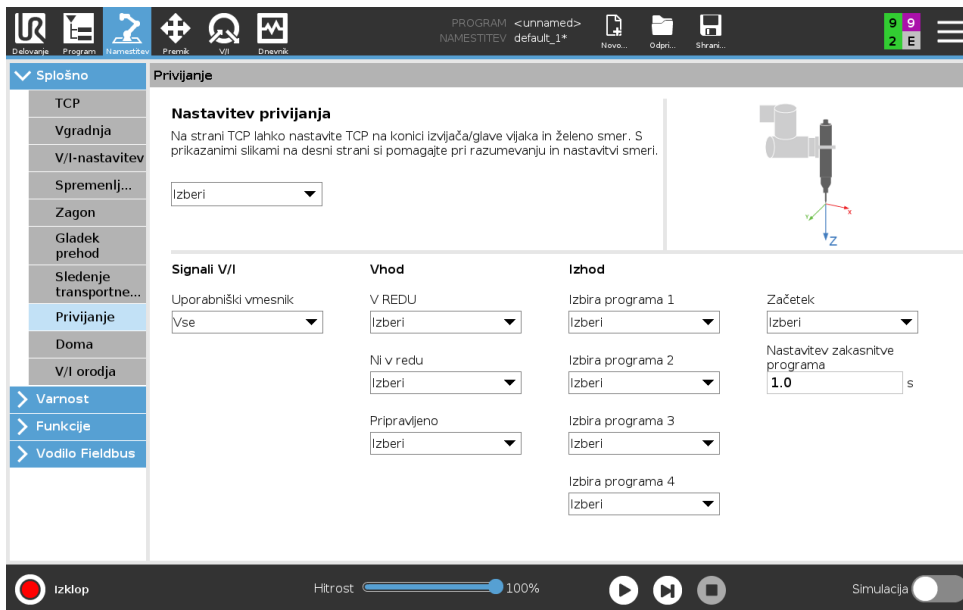 UR
Delovanje
Program
Namestitev
Premik
V/I
Dnevnik
PROGRAM <unnamed>
NAMESTITEV default_1*
Novo...
Odpri...
Shrani...
9 9
2 E
Splošno
TCP
Vgradnja
V/I-nastavitev
Spremenlj...
Zagon
Gladek
prehod
Sledenje
transportne...
Privijanje
Doma
V/I orodja
Varnost
Funkcije
Vodilo Fieldbus
Privijanje
Nastavitev privijanja
Na strani TCP lahko nastavite TCP na konici izvijača/glave vijaka in želeno smer. S
prikazanimi slikami na desni strani si pomagajte pri razumevanju in nastavitvi smeri.
Izberi
Y
X
Z
Signali V/I
Uporabniški vmesnik
Vse
Vhod
V REDU
Izberi
Ni v redu
Izberi
Pripravljeno
Izberi
Izhod
Izbira programa 1
Izberi
Izbira programa 2
Izberi
Izbira programa 3
Izberi
Izbira programa 4
Izberi
Začetek
Izberi
Nastavitev zakasnitve
programa
1.0 s
Izklop
Hitrost 100%
Simulacija